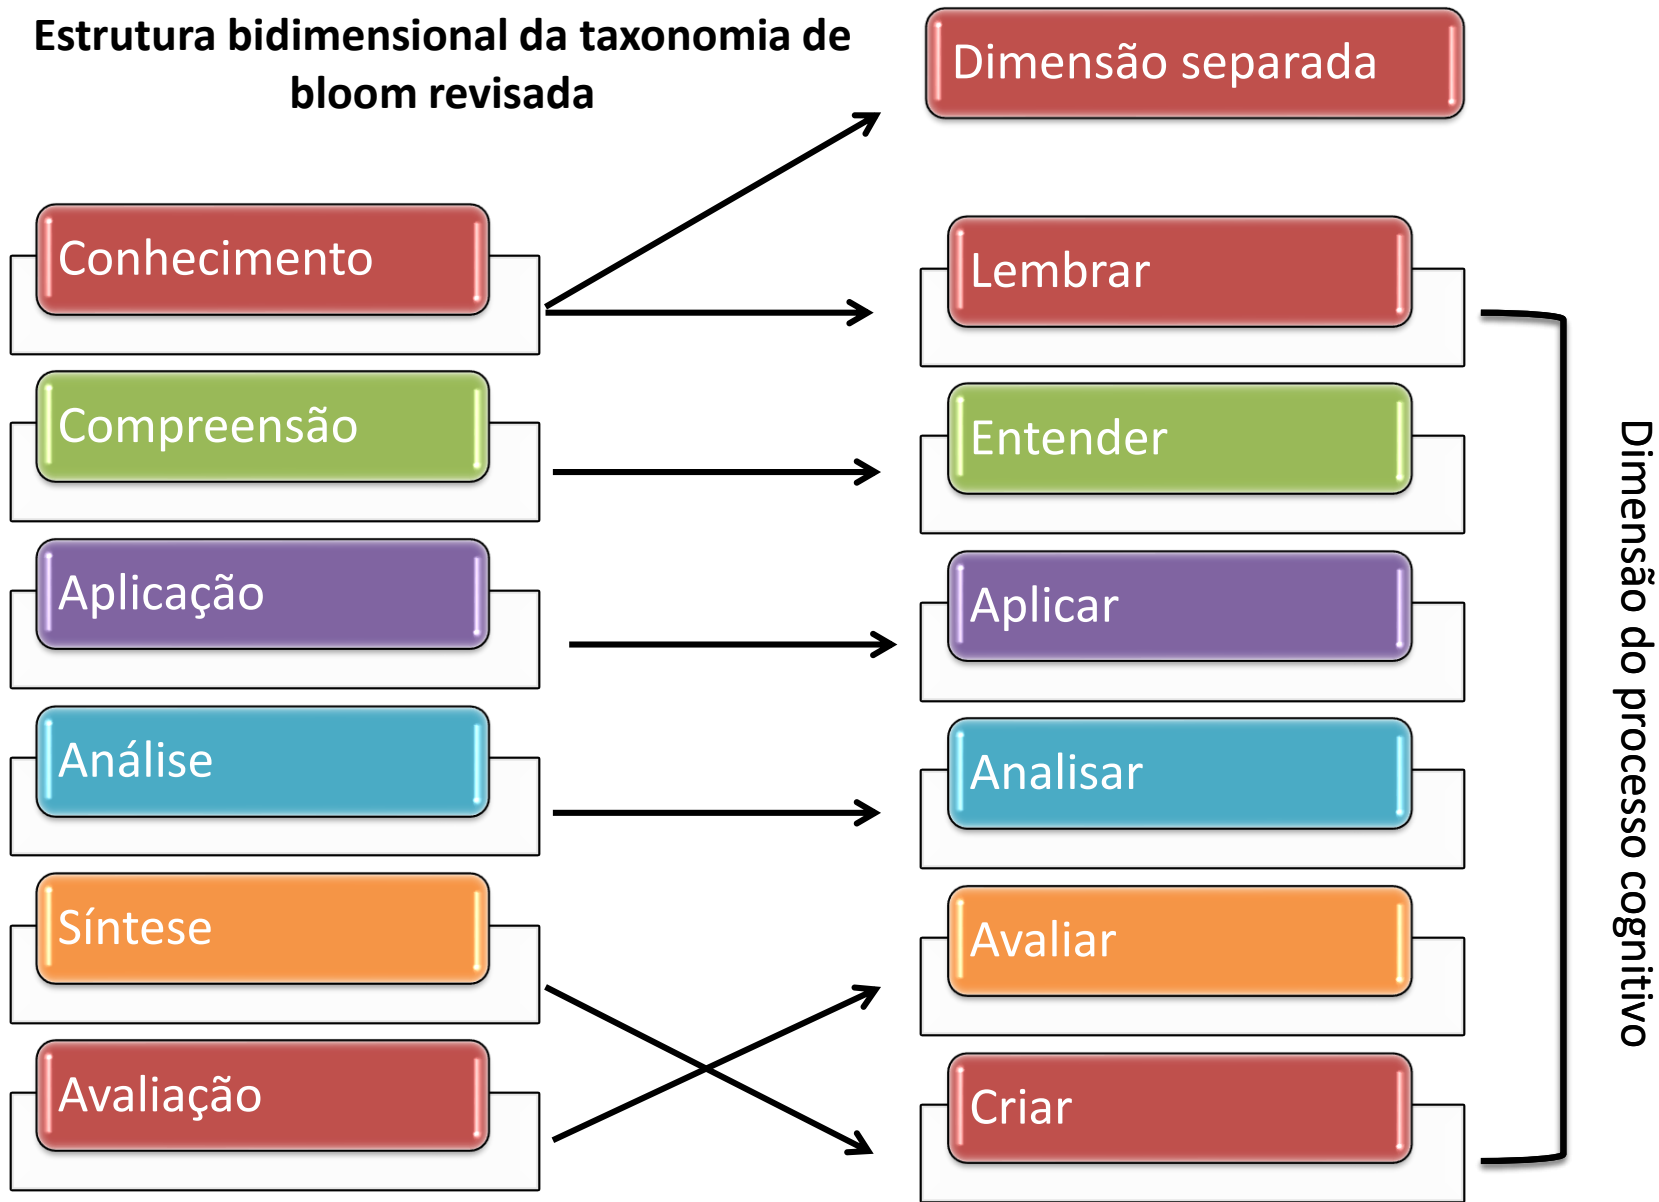 Estrutura bidimensional da taxonomia de
bloom revisada
Dimensão separada
Conhecimento
Compreensão
Aplicação
Análise
Síntese
Avaliação
Lembrar
Entender
Aplicar
Analisar
Avaliar
Criar
Dimensão do processo cognitivo